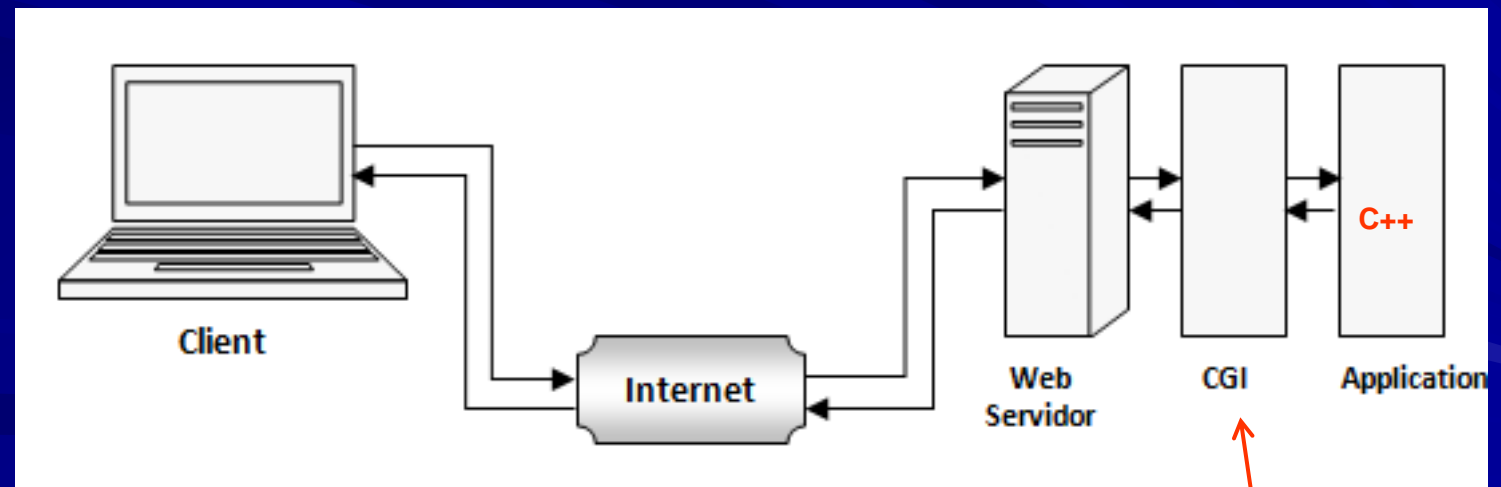 C++
Client
Internet
Web
Servidor
CGI
Application